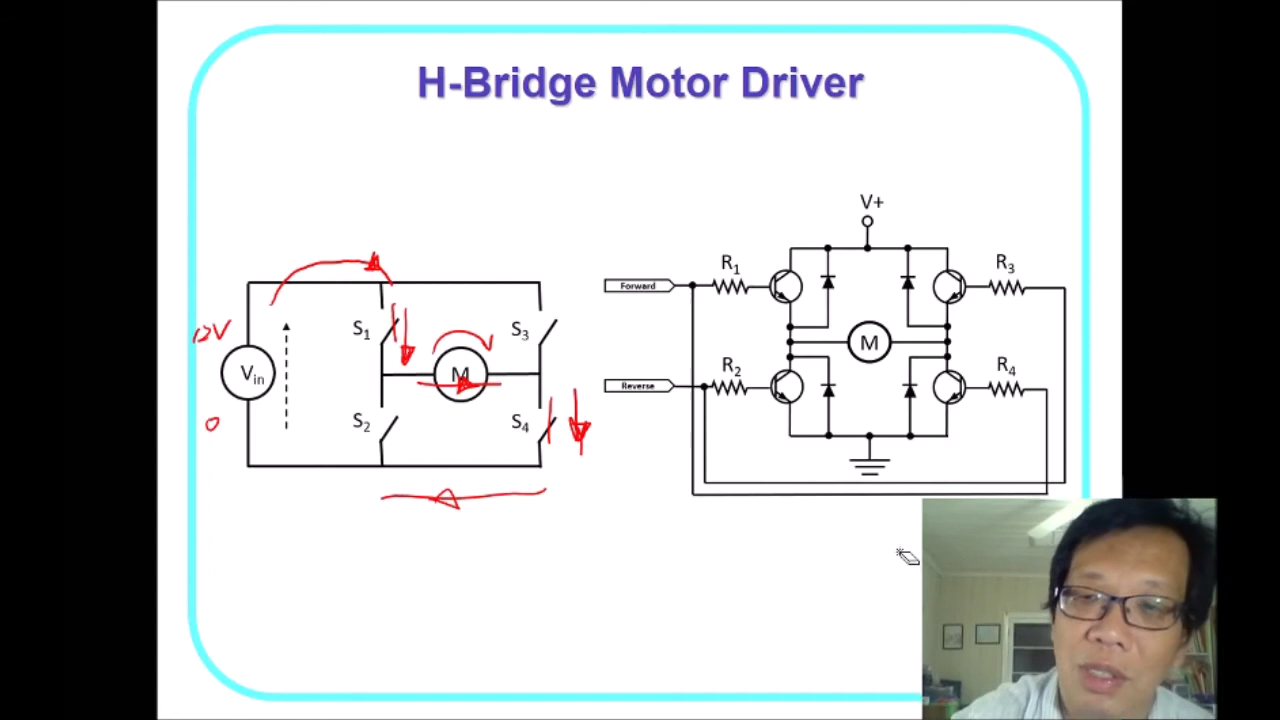 H-Bridge Motor Driver
V+
R1
R3
Forward
12V
S1
S3
M
M
Vin
R2
R4
Reverse
S2
S4
0